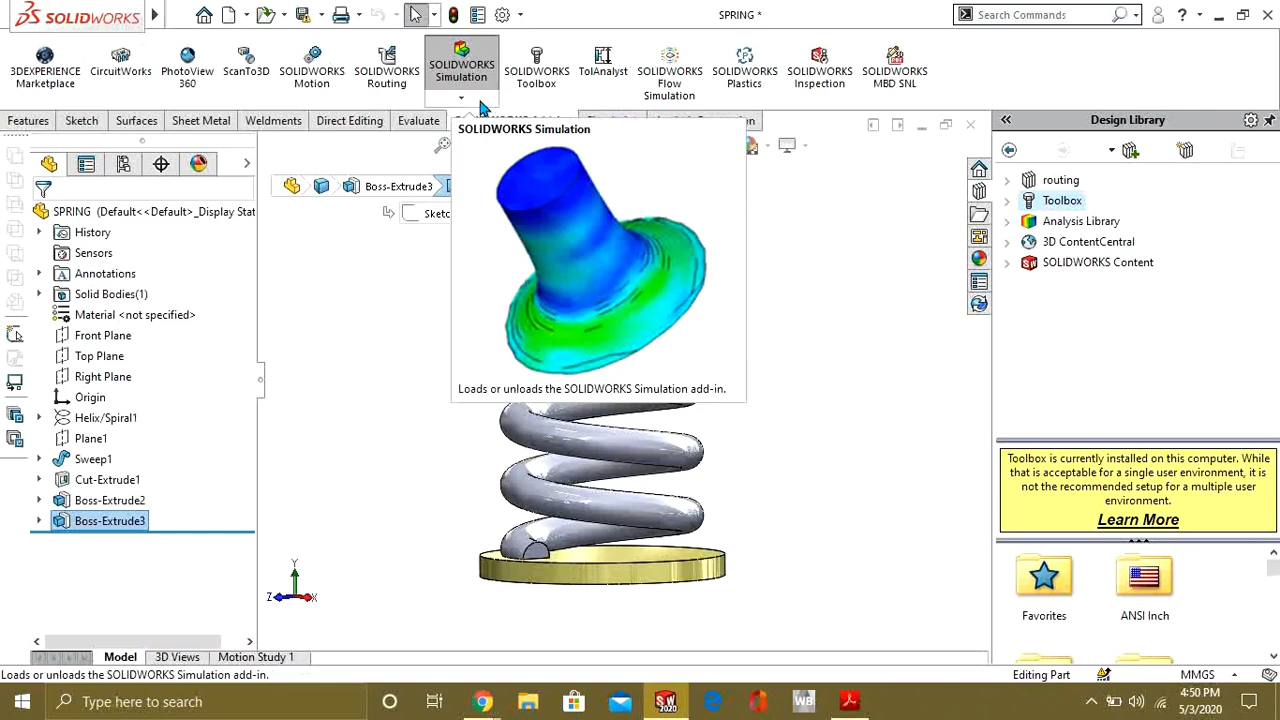 SOLIDWORKS
SPRING *
Search Commands
3DEXPERIENCE
Marketplace
CircuitWorks
PhotoView
360
ScanTo3D
SOLIDWORKS
Motion
SOLIDWORKS
Routing
SOLIDWORKS
Simulation
SOLIDWORKS
Toolbox
TolAnalyst
SOLIDWORKS
Flow
Simulation
SOLIDWORKS
Plastics
SOLIDWORKS
Inspection
SOLIDWORKS
MBD SNL
Features
Sketch
Surfaces
Sheet Metal
Weldments
Direct Editing
Evaluate
Design Library
SOLIDWORKS Simulation
Loads or unloads the SOLIDWORKS Simulation add-in.
Boss-Extrude3
Sketc
SPRING (Default<<Default>_Display Stat
History
Sensors
Annotations
Solid Bodies(1)
Material <not specified>
Front Plane
Top Plane
Right Plane
Origin
Helix/Spiral1
Plane1
Sweep1
Cut-Extrude1
Boss-Extrude2
Boss-Extrude3
Y
Z
X
routing
Toolbox
Analysis Library
3D ContentCentral
SOLIDWORKS Content
Toolbox is currently installed on this computer. While
that is acceptable for a single user environment, it is
not the recommended setup for a multiple user
environment.
Learn More
Favorites
ANSI Inch
Model
3D Views
Motion Study 1
Loads or unloads the SOLIDWORKS Simulation add-in.
Editing Part
MMGS
Type here to search
SW
2020
WB
4:50 PM
5/3/2020